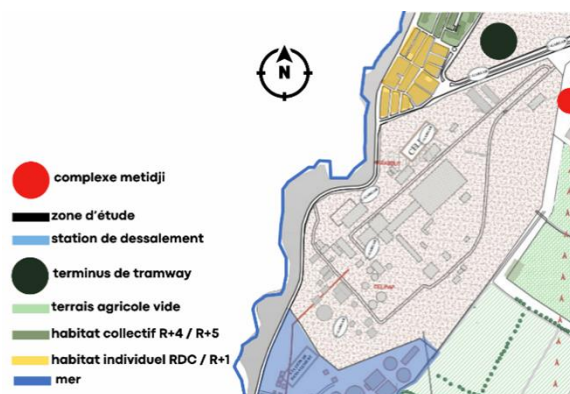 N
complexe metidji
zone d'étude
station de dessalement
terminus de tramway
terrais agricole vide
habitat collectif R+4 / R+5
habitat individuel RDC / R+1
mer